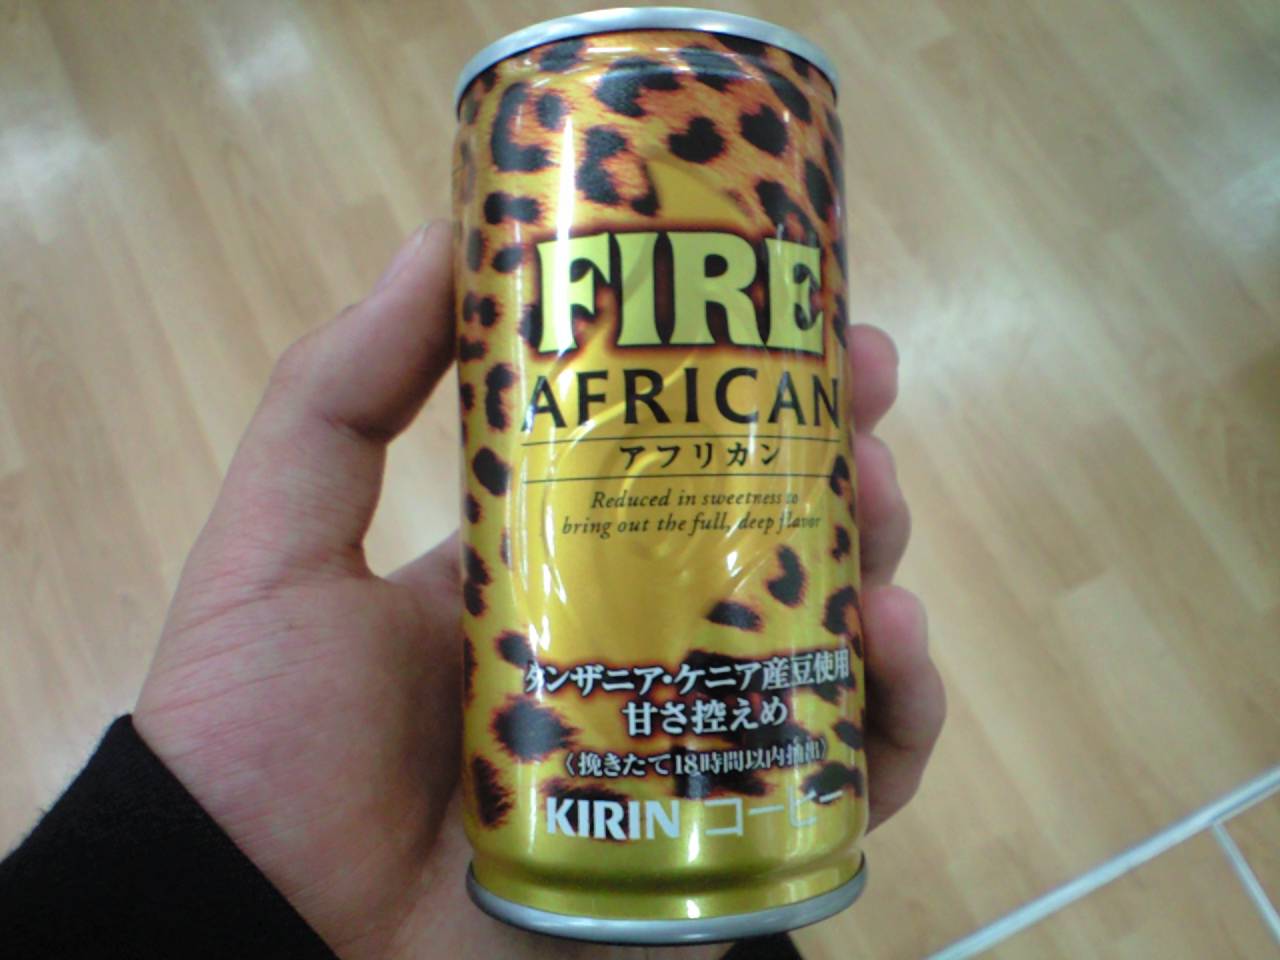 FIRE
AFRICAN
アフリカン
Reduced in sweetness to
bring out the full, deep flavor
タンザニア・ケニア産豆使用
甘さ控えめ
〈挽きたて18時間以内抽出〉
KIRIN コーヒー